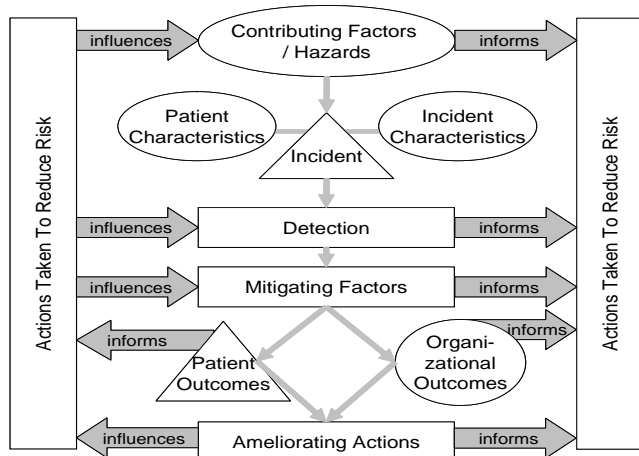 Actions Taken To Reduce Risk
influences
Contributing Factors
/ Hazards
informs
Patient
Characteristics
Incident
Characteristics
Incident
influences
Detection
informs
influences
Mitigating Factors
informs
informs
Patient
Outcomes
Organi-
zational
Outcomes
informs
influences
Ameliorating Actions
informs
Actions Taken To Reduce Risk